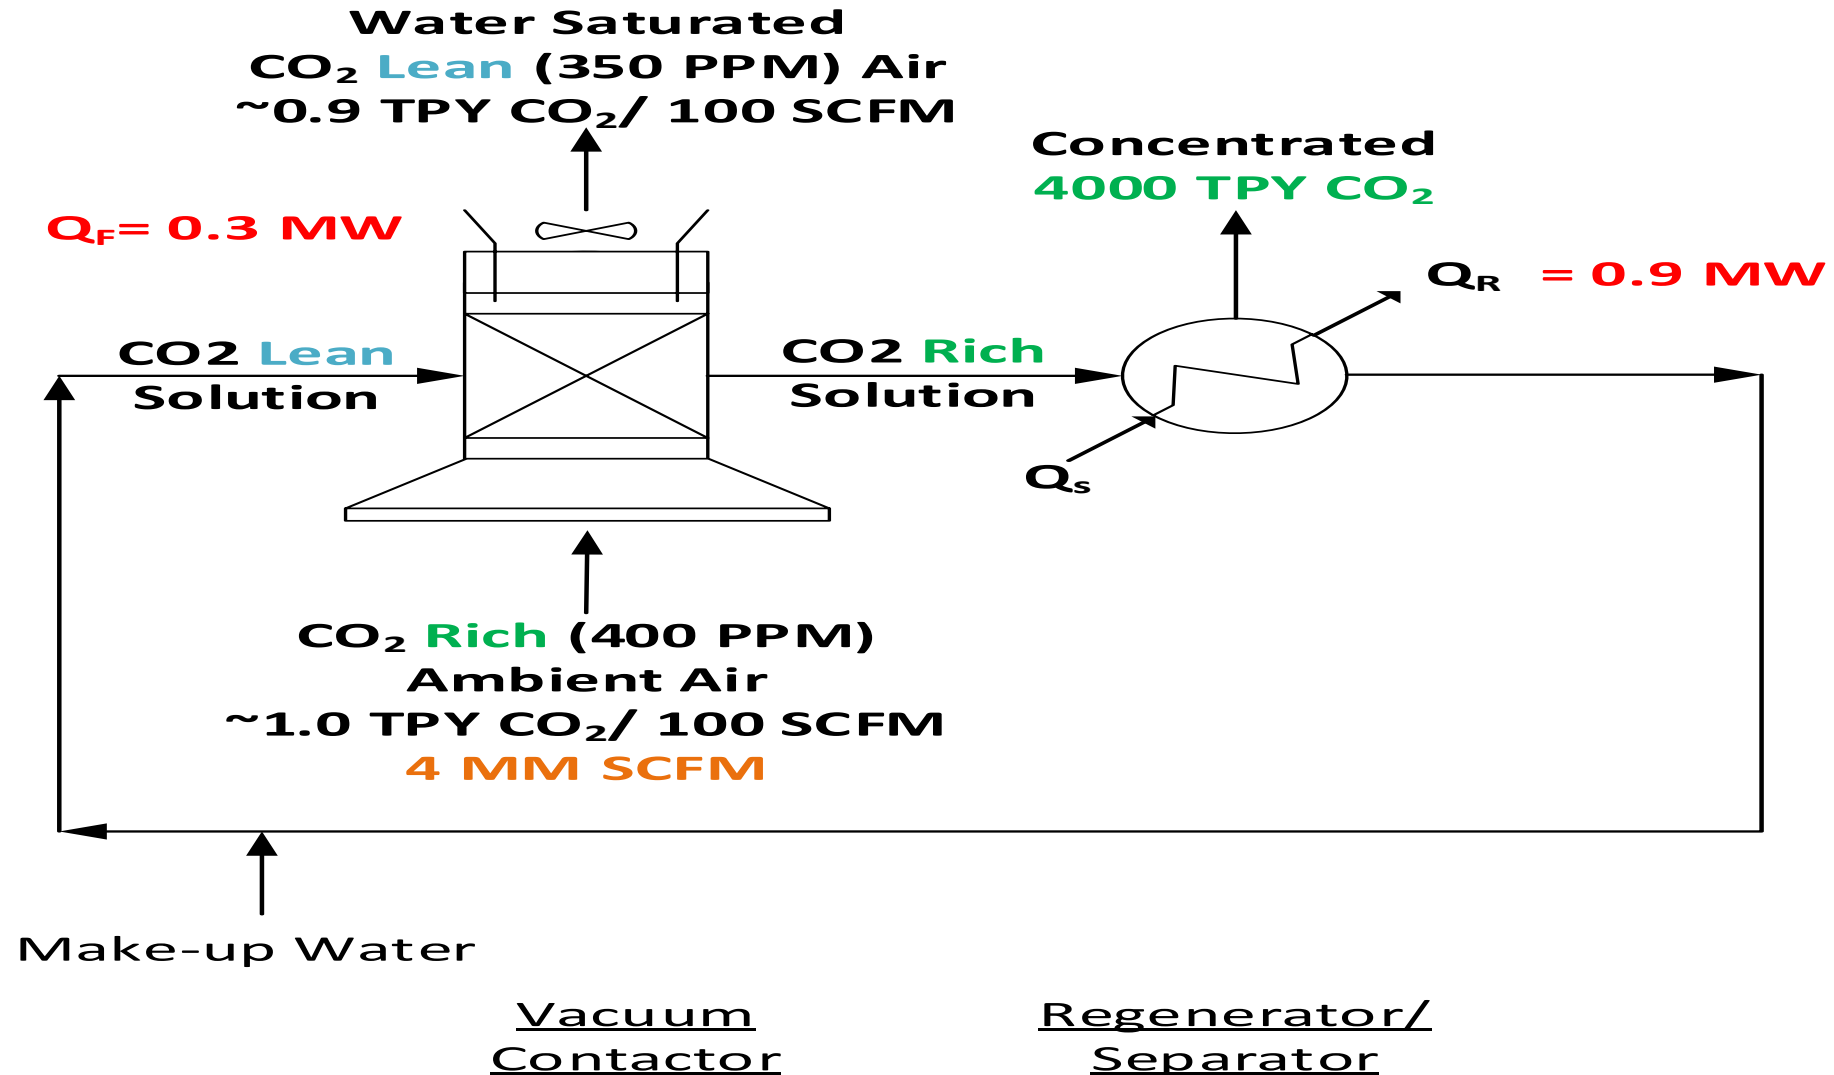 Water Saturated
CO₂ Lean (350 PPM) Air
~0.9 TPY CO₂/ 100 SCFM
Concentrated
4000 TPY CO₂
Q_F= 0.3 MW
Q_R = 0.9 MW
CO2 Lean
Solution
CO2 Rich
Solution
Qₛ
CO₂ Rich (400 PPM)
Ambient Air
~1.0 TPY CO₂/ 100 SCFM
4 MM SCFM
Make-up Water
Vacuum
Contactor
Regenerator/
Separator